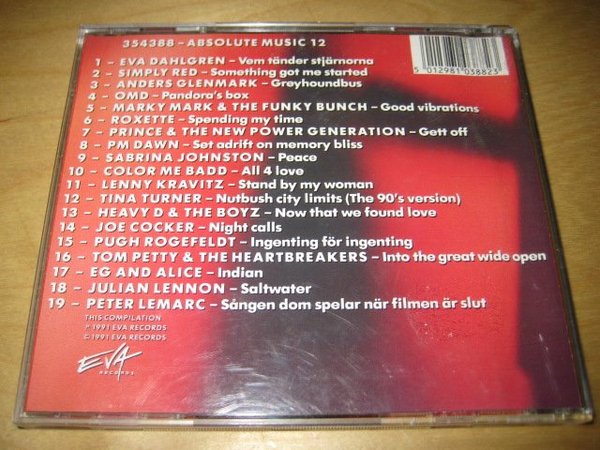 354388 – ABSOLUTE MUSIC 12
1 – EVA DAHLGREN – Vem tänder stjärnorna
2 – SIMPLY RED – Something got me started
3 – ANDERS GLENMARK – Greyhoundbus
4 – OMD – Pandora's box
5 – MARKY MARK & THE FUNKY BUNCH – Good vibrations
6 – ROXETTE – Spending my time
7 – PRINCE & THE NEW POWER GENERATION – Gett off
8 – PM DAWN – Set adrift on memory bliss
9 – SABRINA JOHNSTON – Peace
10 – COLOR ME BADD – All 4 love
11 – LENNY KRAVITZ – Stand by my woman
12 – TINA TURNER – Nutbush city limits (The 90's version)
13 – HEAVY D & THE BOYZ – Now that we found love
14 – JOE COCKER – Night calls
15 – PUGH ROGEFELDT – Ingenting för ingenting
16 – TOM PETTY & THE HEARTBREAKERS – Into the great wide open
17 – EG AND ALICE – Indian
18 – JULIAN LENNON – Saltwater
19 – PETER LEMARC – Sången dom spelar när filmen är slut
THIS COMPILATION
℗ 1991 EVA RECORDS
© 1991 EVA RECORDS
EVA
RECORDS
5 012981 038823